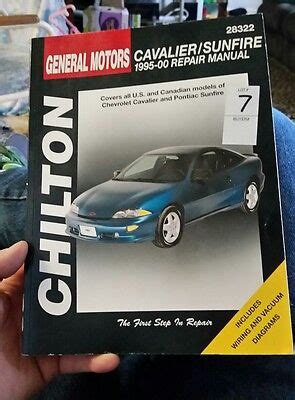 28322
GENERAL MOTORS
CAVALIER/SUNFIRE
1995-00 REPAIR MANUAL
Covers all U.S. and Canadian models of
Chevrolet Cavalier and Pontiac Sunfire
7
CHILTON
The First Step In Repair
INCLUDES
WIRING AND VACUUM
DIAGRAMS